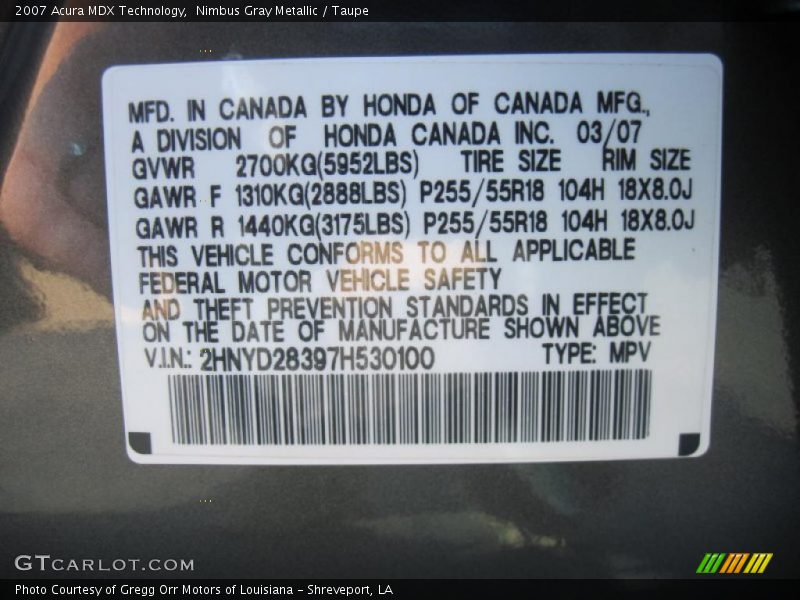 2007 Acura MDX Technology, Nimbus Gray Metallic / Taupe
MFD. IN CANADA BY HONDA OF CANADA MFG.,
A DIVISION OF HONDA CANADA INC. 03/07
GVWR 2700KG(5952LBS) TIRE SIZE RIM SIZE
GAWR F 1310KG(2888LBS) P255/55R18 104H 18X8.0J
GAWR R 1440KG(3175LBS) P255/55R18 104H 18X8.0J
THIS VEHICLE CONFORMS TO ALL APPLICABLE
FEDERAL MOTOR VEHICLE SAFETY
AND THEFT PREVENTION STANDARDS IN EFFECT
ON THE DATE OF MANUFACTURE SHOWN ABOVE
V.I.N.: 2HNYD28397H530100 TYPE: MPV
GTCARLOT.COM
Photo Courtesy of Gregg Orr Motors of Louisiana – Shreveport, LA